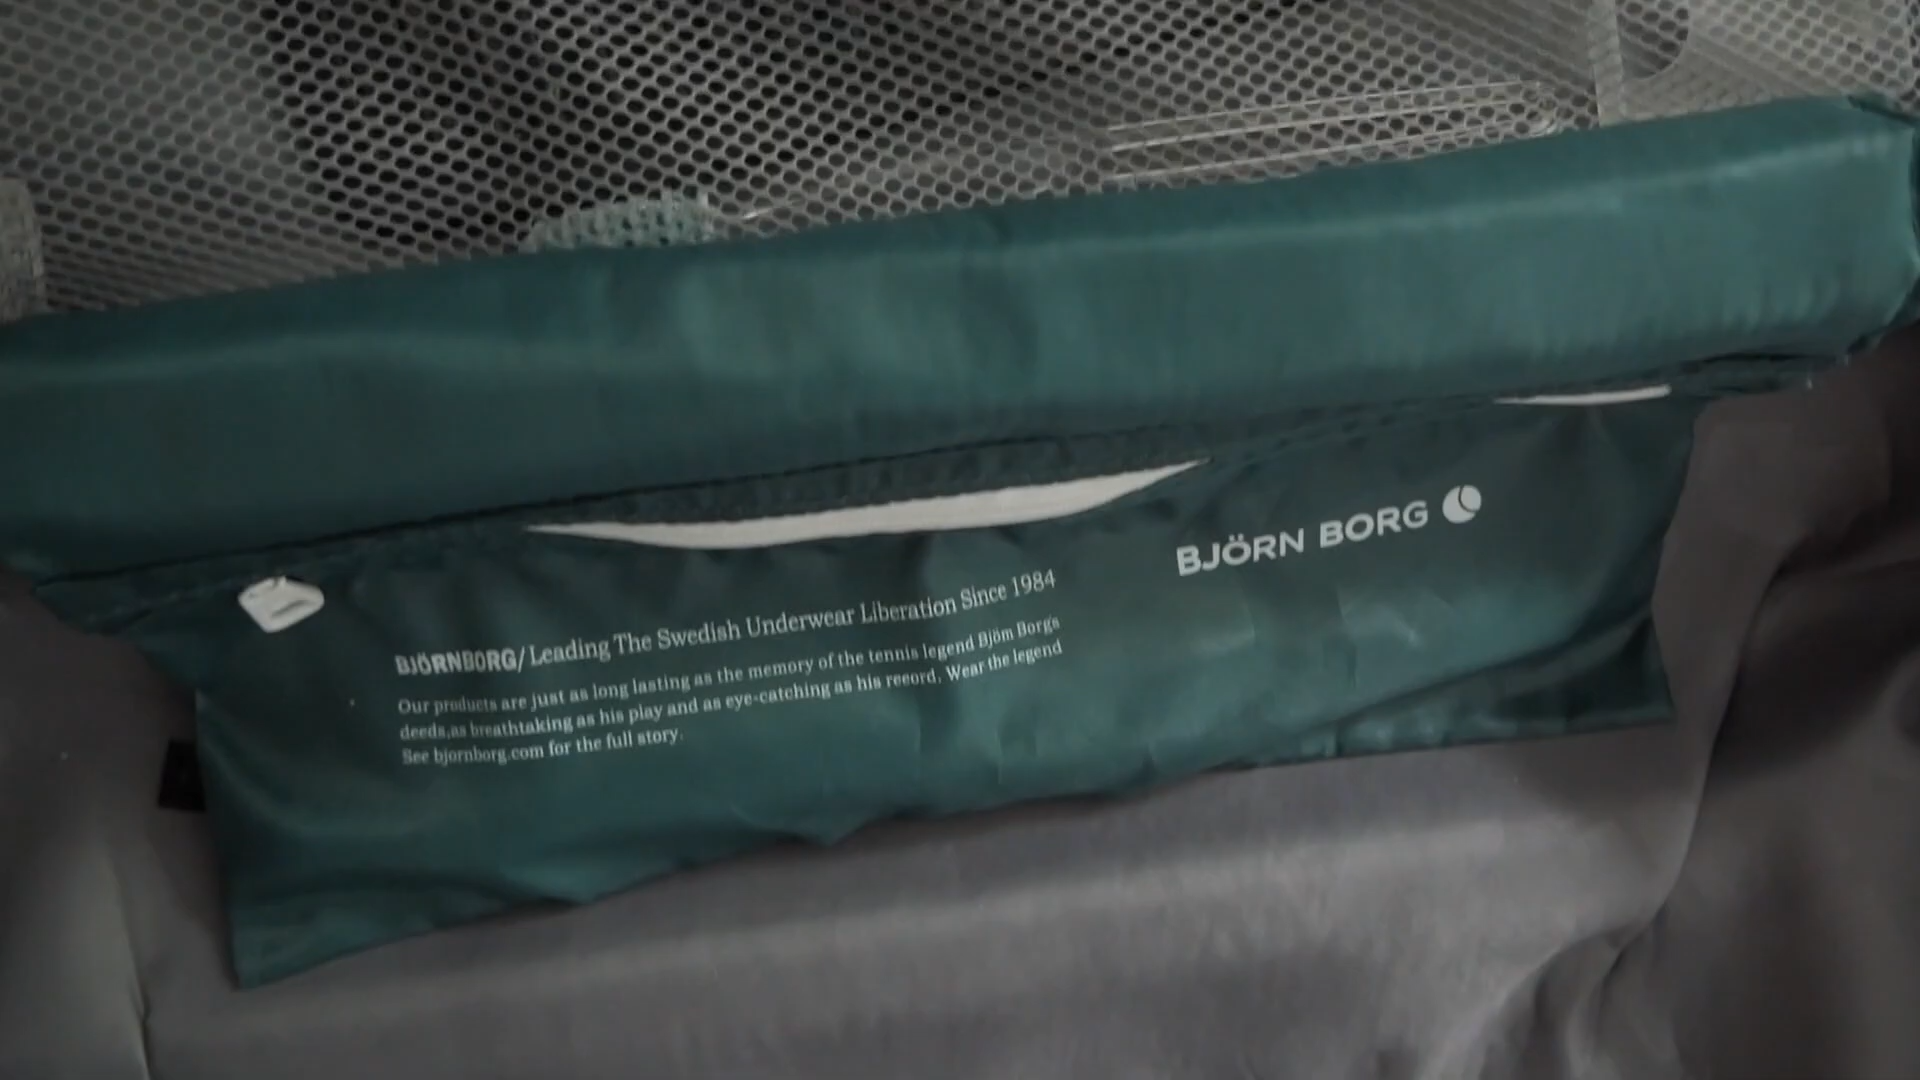 BJÖRN BORG
BJÖRNBORG/Leading The Swedish Underwear Liberation Since 1984
Our products are just as long lasting as the memory of the tennis legend Bjöm Borgs
deeds,as breathtaking as his play and as eye-catching as his reeord. Wear the legend
See bjornborg.com for the full story.